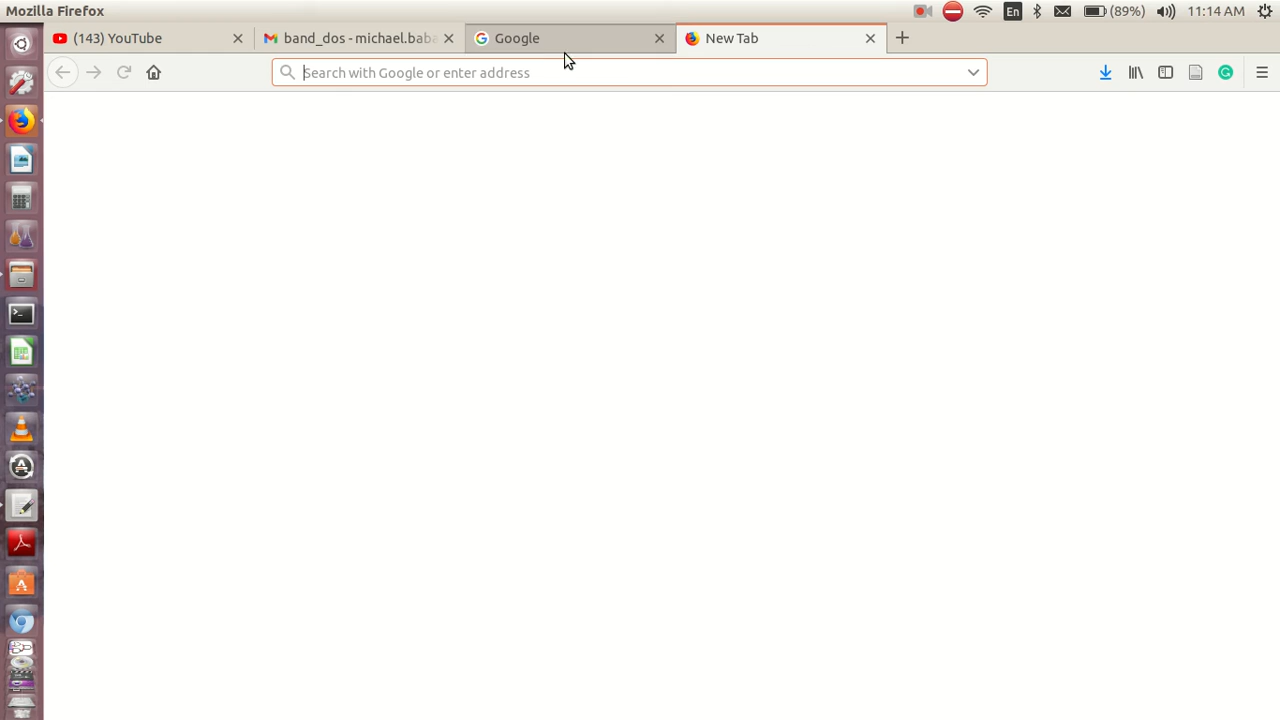 Mozilla Firefox En (89%) 11:14 AM
(143) YouTube band_dos - michael.baba Google New Tab
Search with Google or enter address